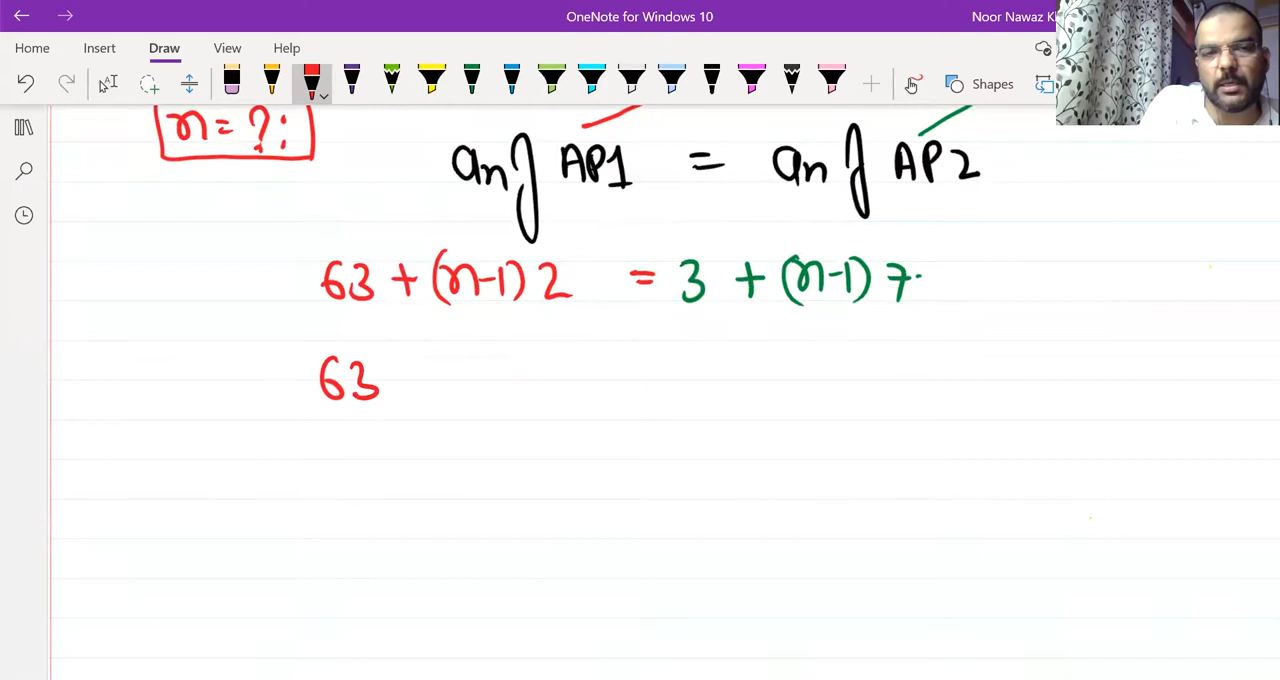 OneNote for Windows 10
Noor Nawaz K
Home Insert Draw View Help
Shapes
n = ? :
an of AP1 = an of AP2
63 + (n-1) 2 = 3 + (n-1) 7.
63